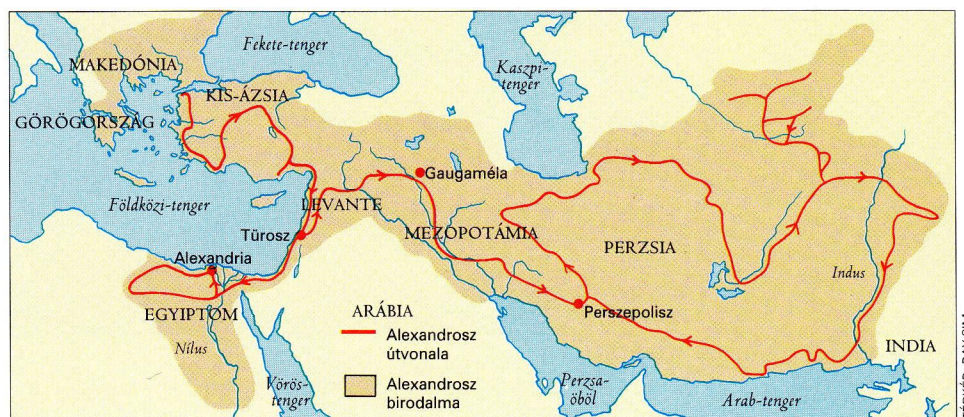 Fekete-tenger
MAKEDÓNIA
Kaszpi-
tenger
KIS-ÁZSIA
GÖRÖGORSZÁG
Gaugaméla
Földközi-tenger
LEVANTE
Türosz
MEZOPOTÁMIA
PERZSIA
Alexandria
Indus
EGYIPTOM
ARÁBIA
Perszepolisz
Alexandrosz
útvonala
Nílus
INDIA
Alexandrosz
birodalma
Vörös-
tenger
Perzsa-
öböl
Arab-tenger